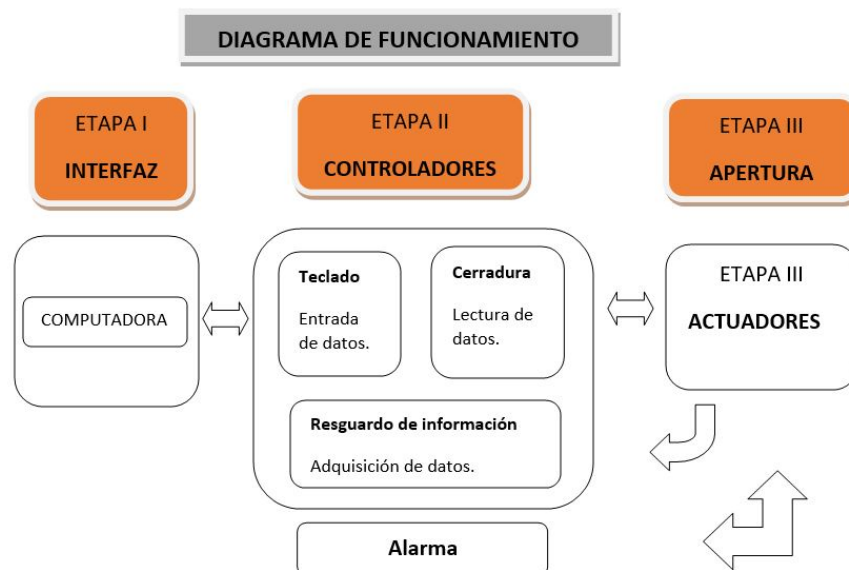 DIAGRAMA DE FUNCIONAMIENTO
ETAPA I
INTERFAZ
ETAPA II
CONTROLADORES
ETAPA III
APERTURA
COMPUTADORA
Teclado
Entrada
de datos.
Cerradura
Lectura de
datos.
Resguardo de información
Adquisición de datos.
ETAPA III
ACTUADORES
Alarma